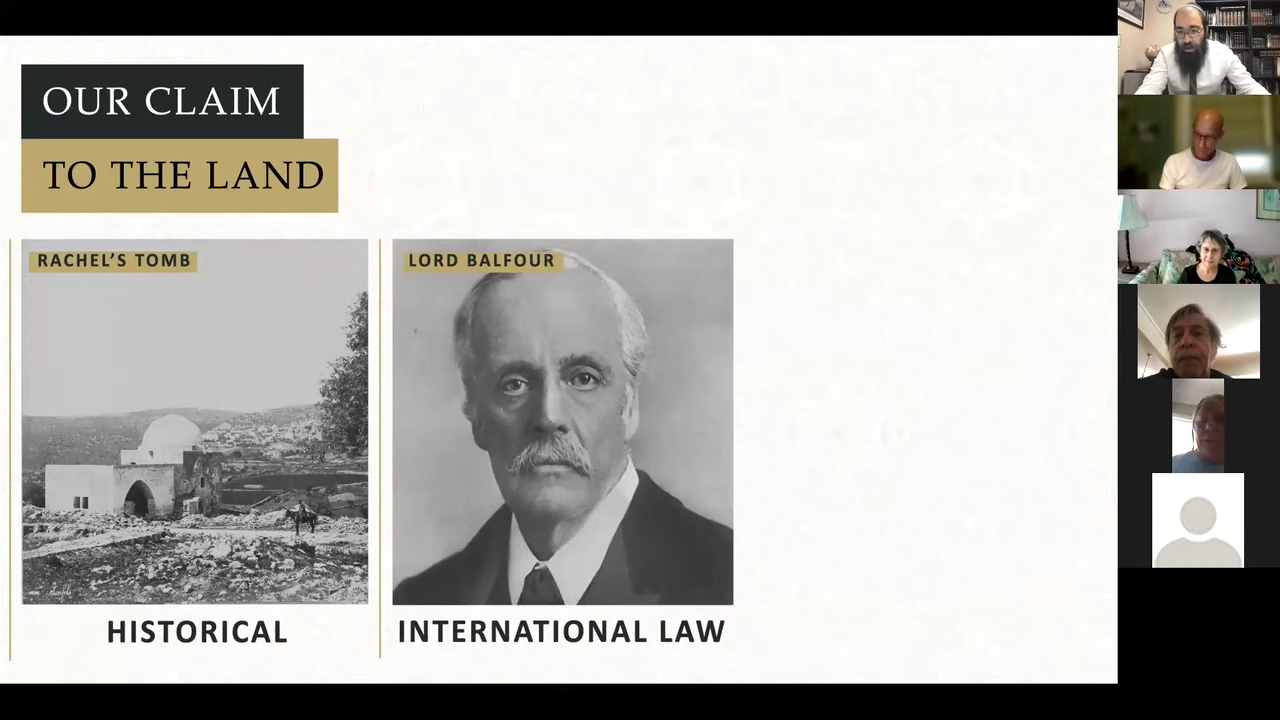 OUR CLAIM
TO THE LAND
RACHEL’S TOMB
LORD BALFOUR
HISTORICAL
INTERNATIONAL LAW